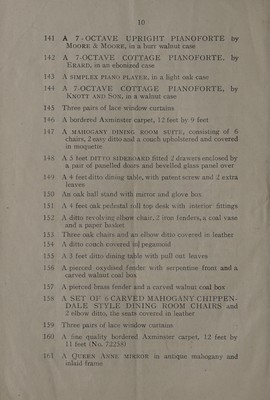 10
141 A 7-OCTAVE UPRIGHT PIANOFORTE by
MOORE & MOORE, in a burr walnut case
142 A 7-OCTAVE COTTAGE PIANOFORTE, by
ERARD, in an ebonized case
143 A SIMPLEX PIANO PLAYER, in a light oak case
144 A 7-OCTAVE COTTAGE PIANOFORTE, by
KNOTT AND SON, in a walnut case
145 Three pairs of lace window curtains
146 A bordered Axminster carpet, 12 feet by 9 feet
147 A MAHOGANY DINING ROOM SUITE, consisting of 6
chairs, 2 easy ditto and a couch upholstered and covered
in moquette
148 A 5 feet DITTO SIDEBOARD fitted 2 drawers enclosed by
a pair of panelled doors and bevelled glass panel over
149 A 4 feet ditto dining table, with patent screw and 2 extra
leaves
150 An oak hall stand with mirror and glove box
151 A 4 feet oak pedestal roll top desk with interior fittings
152 A ditto revolving elbow chair, 2 iron fenders, a coal vase
and a paper basket
153 Three oak chairs and an elbow ditto covered in leather
154 A ditto couch covered in pegamoid
155 A 3 feet ditto dining table with pull out leaves
156 A pierced oxydised fender with serpentine front and a
carved walnut coal box
157 A pierced brass fender and a carved walnut coal box
158 A SET OF 6 CARVED MAHOGANY CHIPPEN-
DALE STYLE DINING ROOM CHAIRS and
2 elbow ditto, the seats covered in leather
159 Three pairs of lace window curtains
160 A fine quality bordered Axminster carpet, 12 feet by
11 feet (No. 72258)
161 A QUEEN ANNE MIRROR in antique mahogany and
inlaid frame